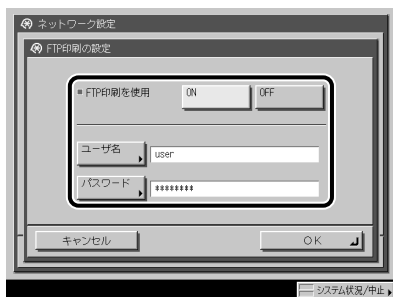 ネットワーク設定
FTP印刷の設定
■ FTP印刷を使用 ON OFF
ユーザ名 user
パスワード ********
キャンセル OK
システム状況/中止